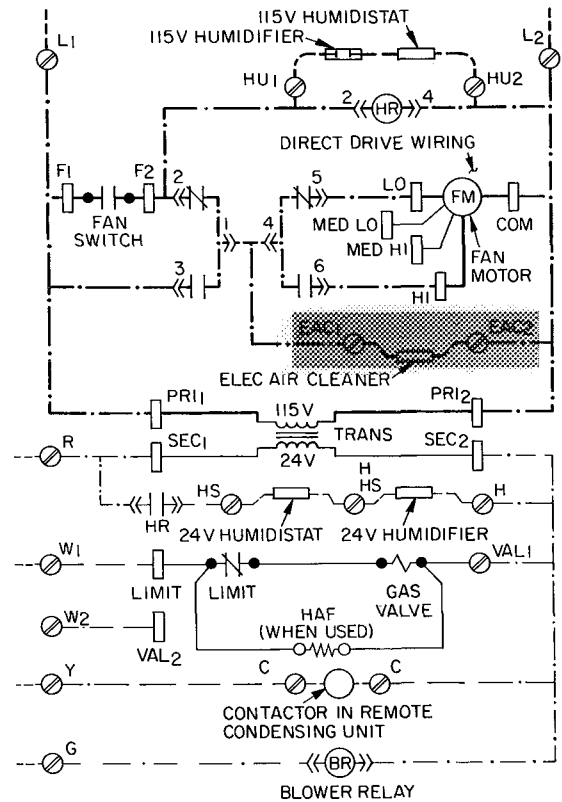 115V HUMIDISTAT
115V HUMIDIFIER
L1
L2
HU1
HU2
2
HR
4
DIRECT DRIVE WIRING
F1
F2
2
5
LO
FM
FAN
SWITCH
1
4
MED LO
COM
MED HI
FAN
MOTOR
3
6
HI
EAC1
EAC2
ELEC AIR CLEANER
PRI1
115V
PRI2
TRANS
R
SEC1
24V
SEC2
HR
HS
H
HS
H
24V HUMIDISTAT
24V HUMIDIFIER
W1
VAL1
LIMIT
LIMIT
GAS
VALVE
HAF
(WHEN USED)
W2
VAL2
Y
C
C
CONTACTOR IN REMOTE
CONDENSING UNIT
G
BR
BLOWER RELAY